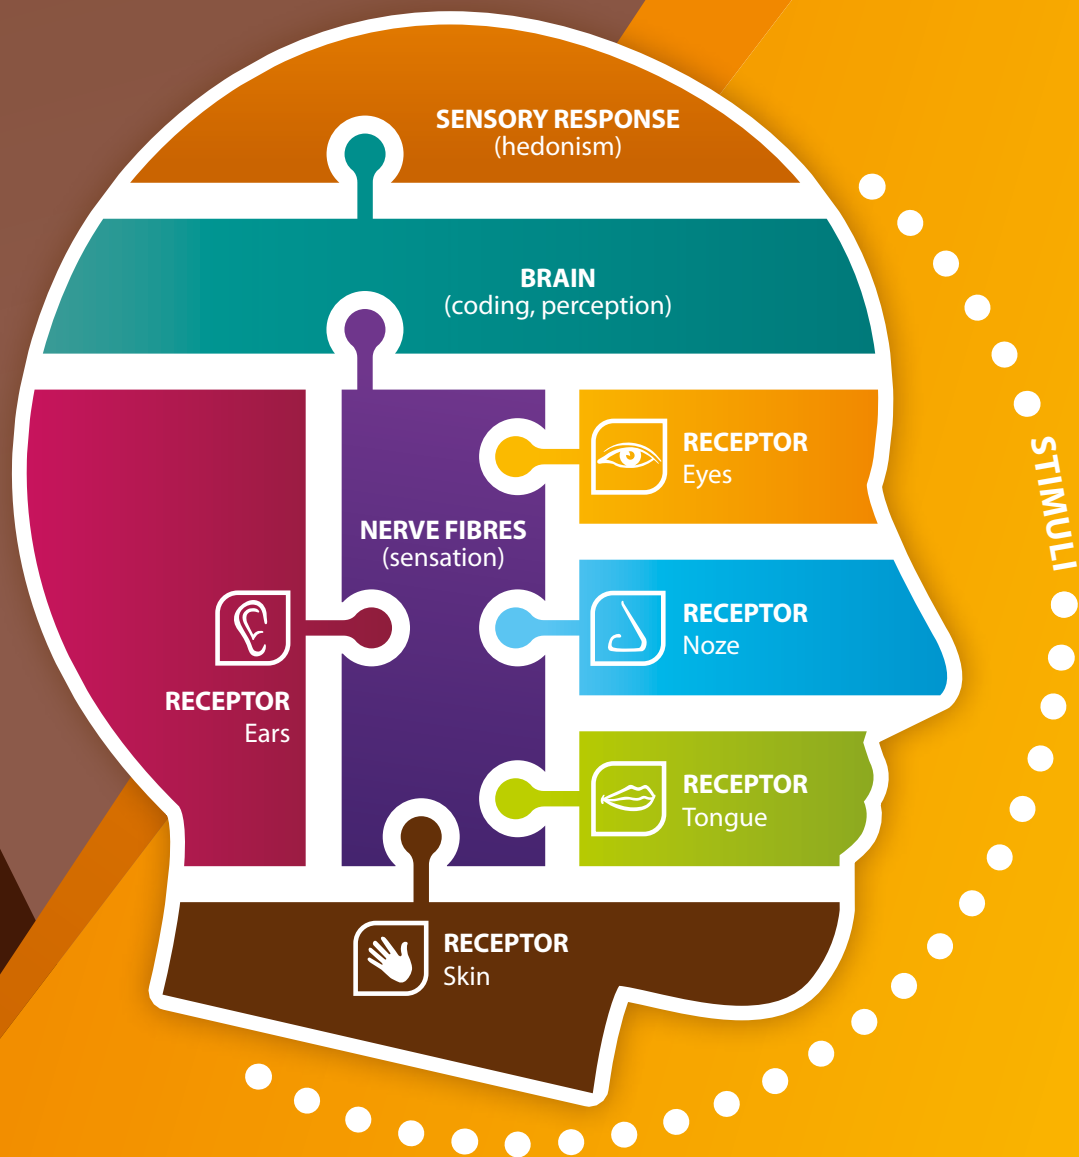 SENSORY RESPONSE
(hedonism)
BRAIN
(coding, perception)
RECEPTOR
Eyes
STIMULI
NERVE FIBRES
(sensation)
RECEPTOR
Noze
RECEPTOR
Ears
RECEPTOR
Tongue
RECEPTOR
Skin